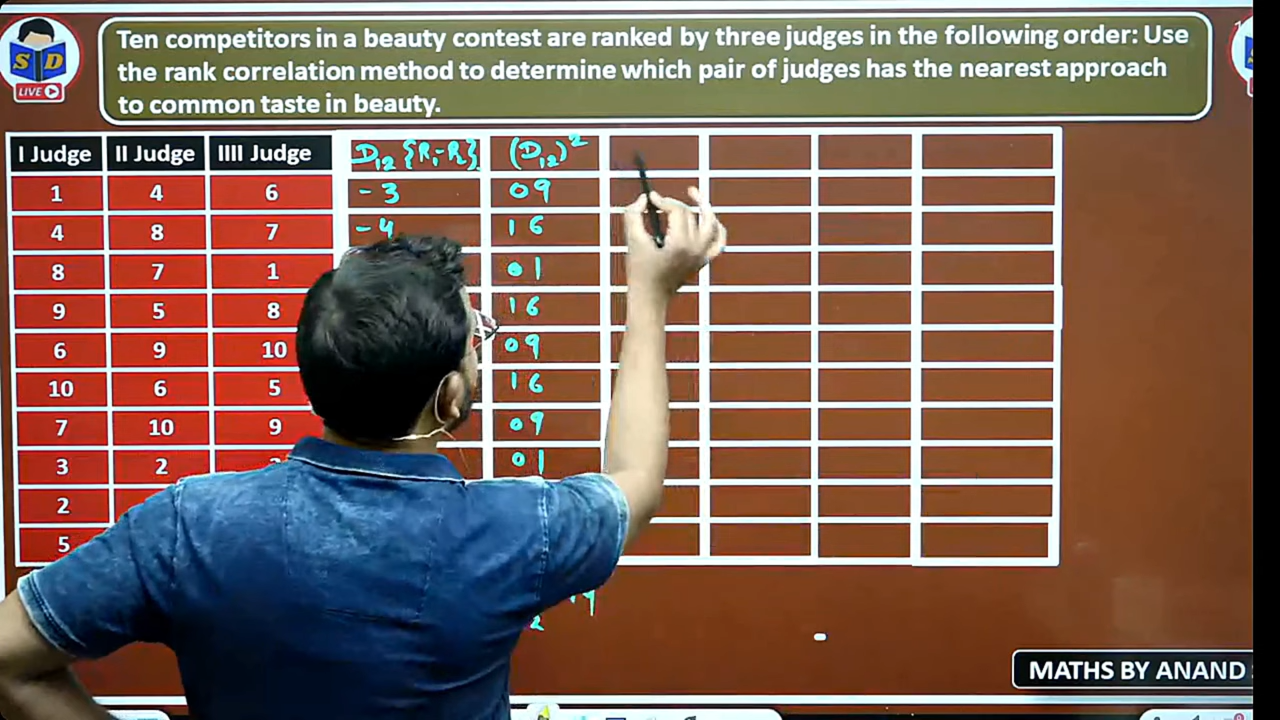 Ten competitors in a beauty contest are ranked by three judges in the following order: Use
the rank correlation method to determine which pair of judges has the nearest approach
to common taste in beauty.
S D
LIVE
I Judge II Judge IIII Judge D₁₂ {R₁-R₂} (D₁₂)²
1 4 6 -3 09
4 8 7 -4 16
8 7 1 01
9 5 8 16
6 9 10 09
10 6 5 16
7 10 9 09
3 2 01
2
5
2
MATHS BY ANAND